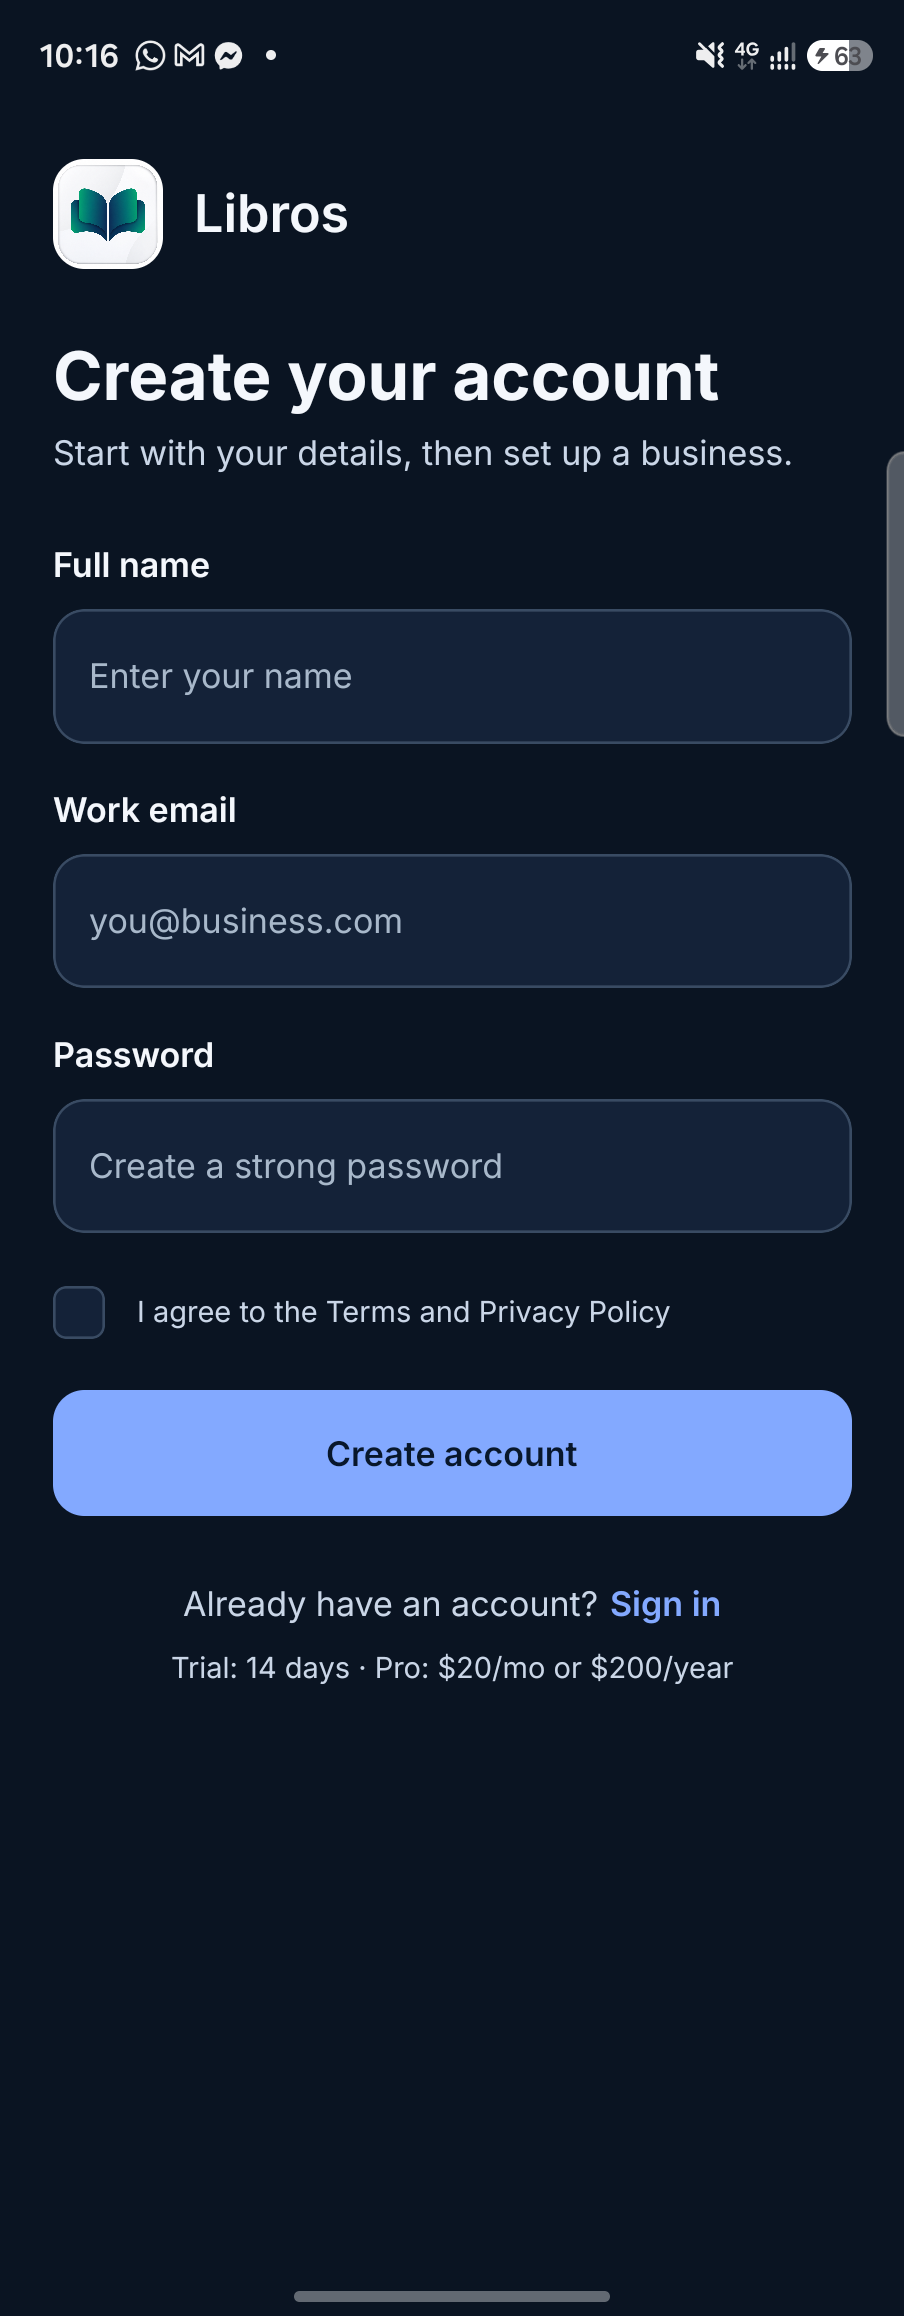 10:16
4G
63
Libros
Create your account
Start with your details, then set up a business.
Full name
Enter your name
Work email
you@business.com
Password
Create a strong password
I agree to the Terms and Privacy Policy
Create account
Already have an account? Sign in
Trial: 14 days · Pro: $20/mo or $200/year